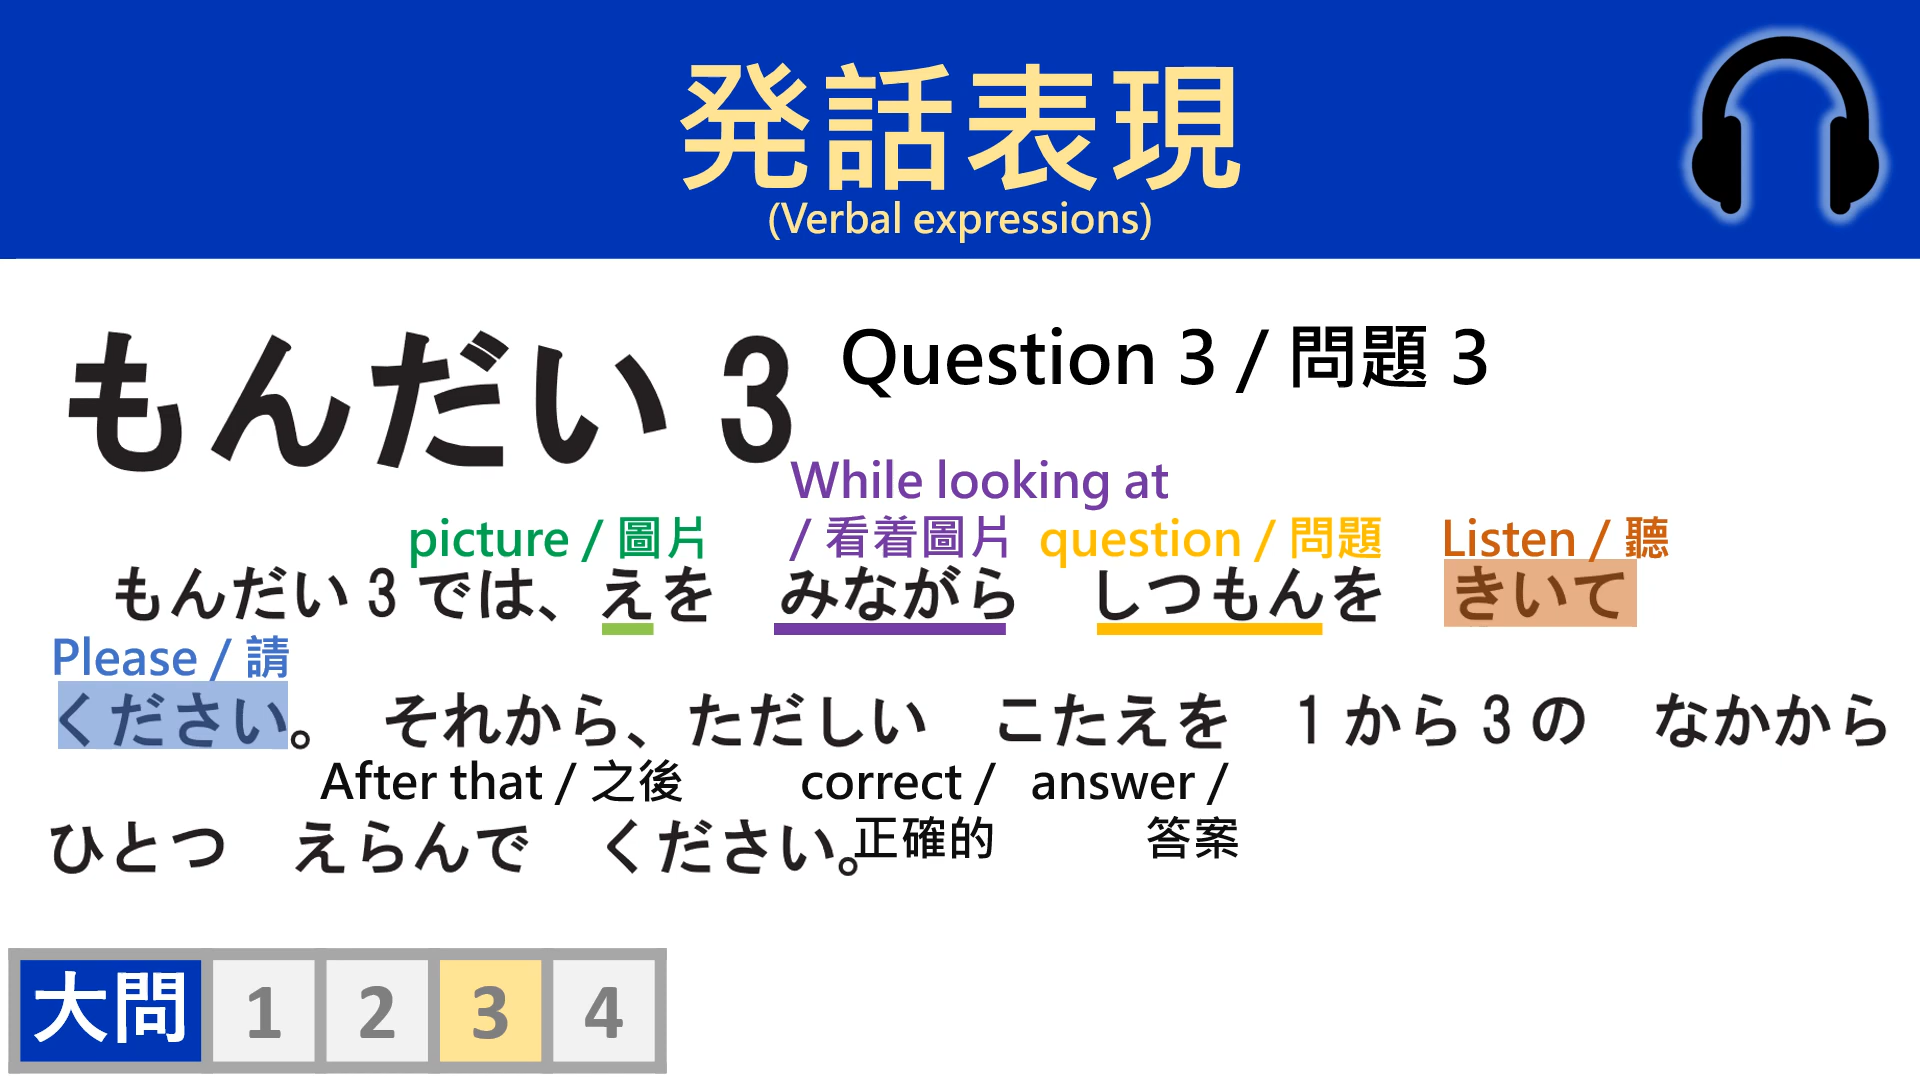 発話表現
(Verbal expressions)
もんだい 3
Question 3 / 問題 3
While looking at
picture / 圖片
/ 看着圖片
question / 問題
Listen / 聽
もんだい 3 では、えを みながら しつもんを きいて
Please / 請
ください。 それから、ただしい こたえを 1 から 3 の なかから
After that / 之後
correct /
answer /
正確的
答案
ひとつ えらんで ください。
大問 1 2 3 4